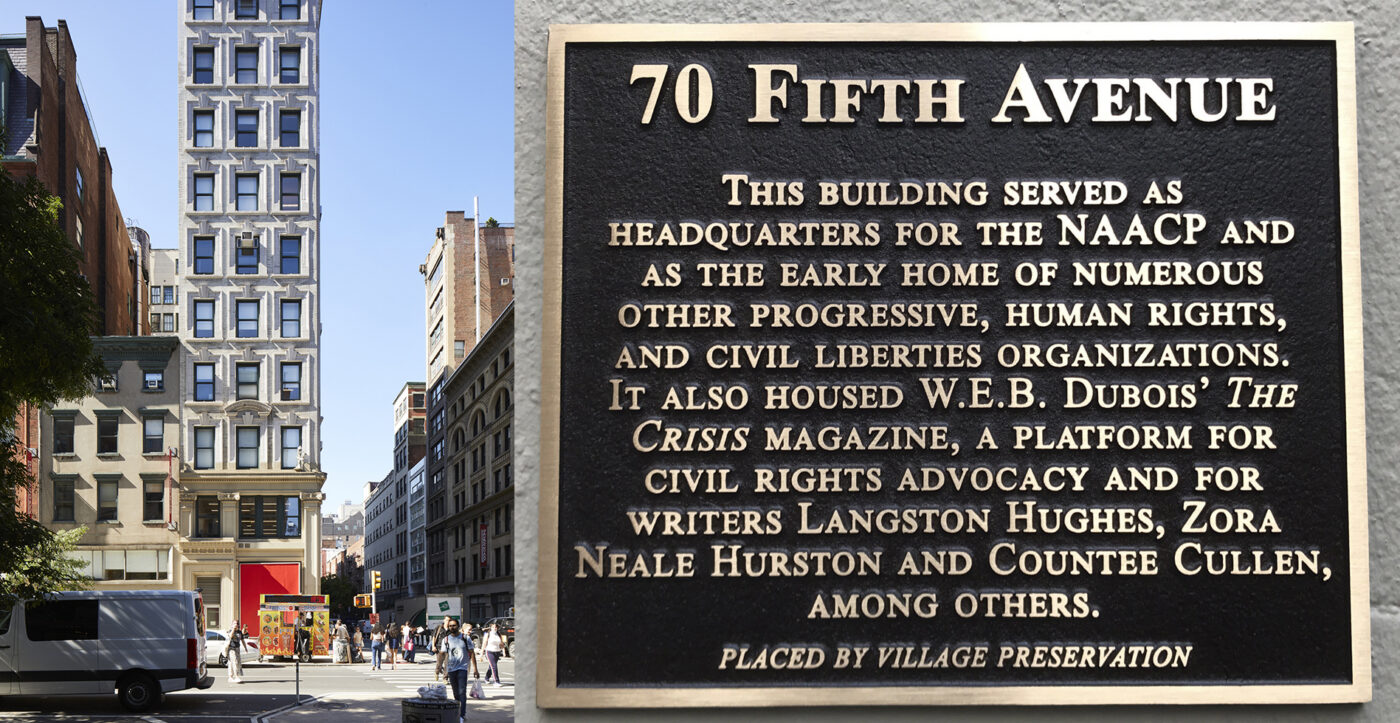 70 FIFTH AVENUE
THIS BUILDING SERVED AS
HEADQUARTERS FOR THE NAACP AND
AS THE EARLY HOME OF NUMEROUS
OTHER PROGRESSIVE, HUMAN RIGHTS,
AND CIVIL LIBERTIES ORGANIZATIONS.
IT ALSO HOUSED W.E.B. DUBOIS' THE
CRISIS MAGAZINE, A PLATFORM FOR
CIVIL RIGHTS ADVOCACY AND FOR
WRITERS LANGSTON HUGHES, ZORA
NEALE HURSTON AND COUNTEE CULLEN,
AMONG OTHERS.
PLACED BY VILLAGE PRESERVATION